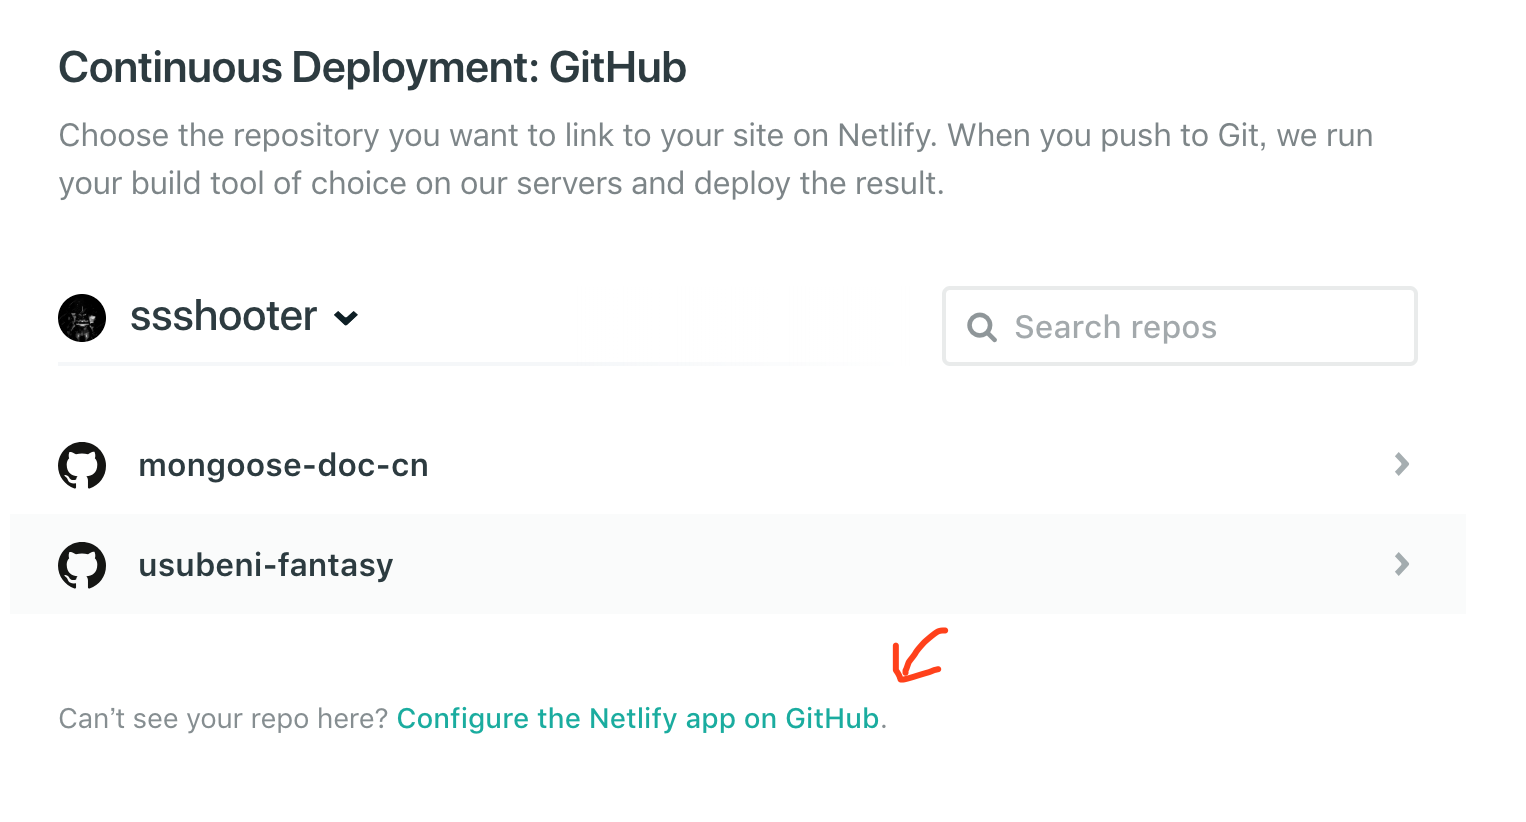 Continuous Deployment: GitHub
Choose the repository you want to link to your site on Netlify. When you push to Git, we run
your build tool of choice on our servers and deploy the result.
ssshooter
Search repos
mongoose-doc-cn
usubeni-fantasy
Can’t see your repo here? Configure the Netlify app on GitHub.